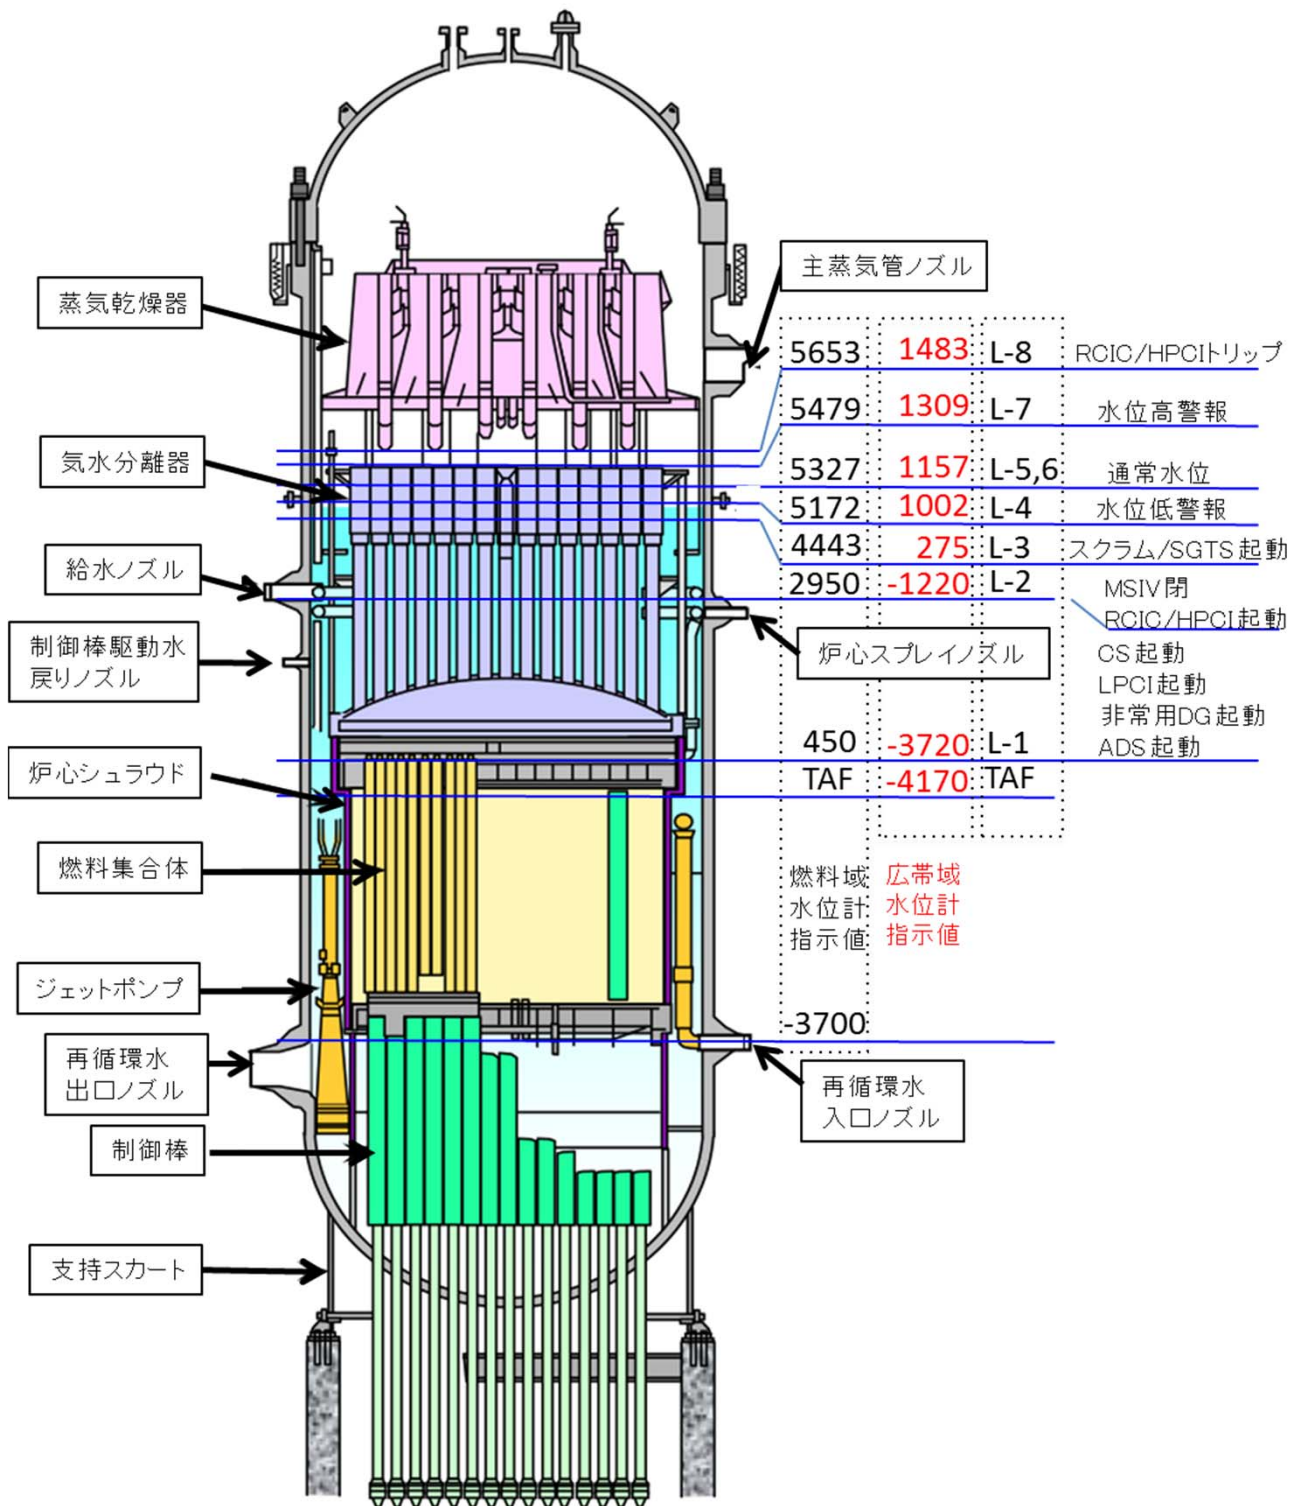 主蒸気管ノズル
蒸気乾燥器
5653 1483 L-8 RCIC/HPCIトリップ
5479 1309 L-7 水位高警報
気水分離器
5327 1157 L-5,6 通常水位
5172 1002 L-4 水位低警報
4443 275 L-3 スクラム/SGTS起動
給水ノズル
2950 -1220 L-2 MSIV閉
RCIC/HPCI起動
制御棒駆動水
戻りノズル
炉心スプレイノズル
CS起動
LPCI起動
非常用DG起動
450 -3720 L-1 ADS起動
炉心シュラウド
TAF -4170 TAF
燃料集合体
燃料域
水位計
指示値
広帯域
水位計
指示値
ジェットポンプ
-3700
再循環水
出口ノズル
再循環水
入口ノズル
制御棒
支持スカート